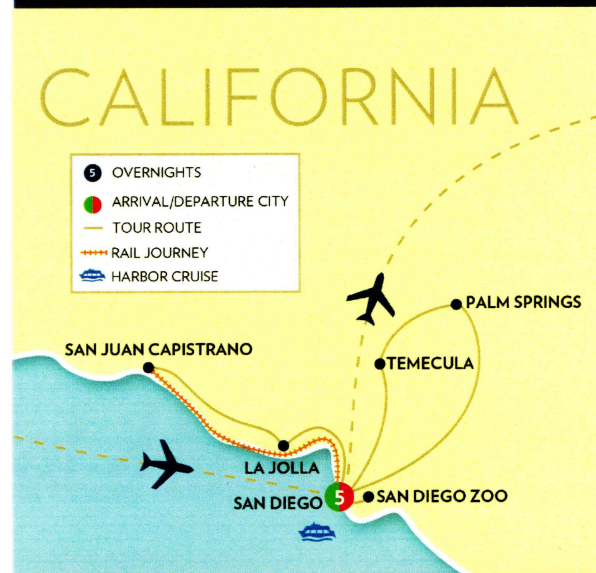 CALIFORNIA
5 OVERNIGHTS
ARRIVAL/DEPARTURE CITY
TOUR ROUTE
RAIL JOURNEY
HARBOR CRUISE
PALM SPRINGS
SAN JUAN CAPISTRANO
TEMECULA
LA JOLLA
SAN DIEGO 5 SAN DIEGO ZOO